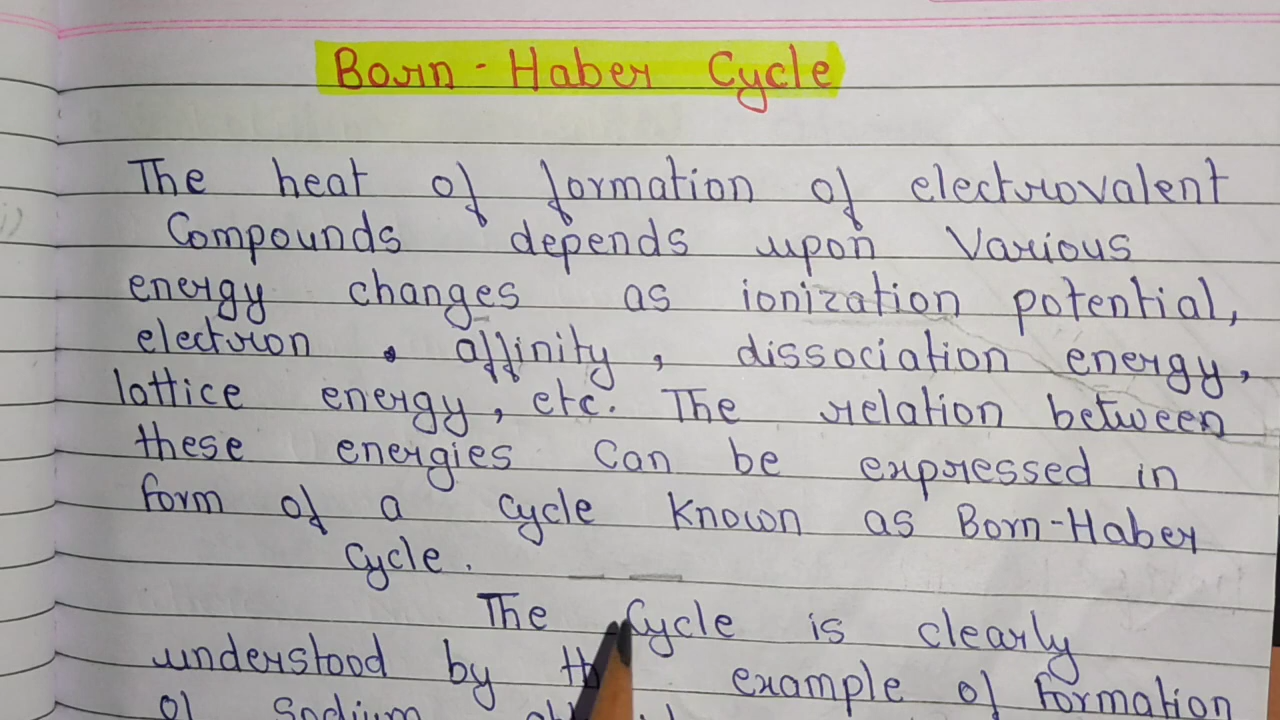 Born - Haber Cycle
The heat of formation of electrovalent
Compounds depends upon Various
energy changes as ionization potential,
electron affinity, dissociation energy,
lattice energy, etc. The relation between
these energies can be expressed in
form of a cycle known as Born-Haber
cycle.
The Cycle is clearly
understood by example of formation
of Sodium